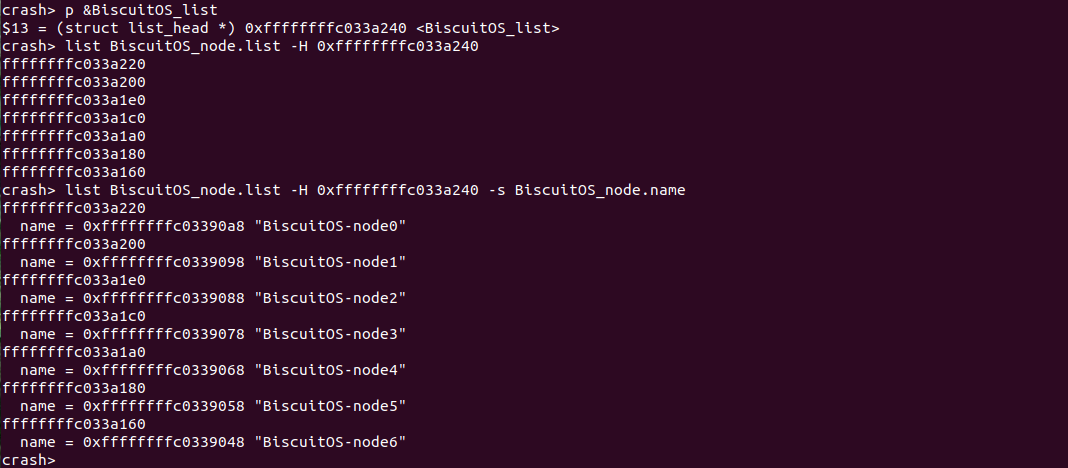 crash> p &BiscuitOS_list
$13 = (struct list_head *) 0xffffffffc033a240 <BiscuitOS_list>
crash> list BiscuitOS_node.list -H 0xffffffffc033a240
ffffffffc033a220
ffffffffc033a200
ffffffffc033a1e0
ffffffffc033a1c0
ffffffffc033a1a0
ffffffffc033a180
ffffffffc033a160
crash> list BiscuitOS_node.list -H 0xffffffffc033a240 -s BiscuitOS_node.name
ffffffffc033a220
  name = 0xffffffffc03390a8 "BiscuitOS-node0"
ffffffffc033a200
  name = 0xffffffffc0339098 "BiscuitOS-node1"
ffffffffc033a1e0
  name = 0xffffffffc0339088 "BiscuitOS-node2"
ffffffffc033a1c0
  name = 0xffffffffc0339078 "BiscuitOS-node3"
ffffffffc033a1a0
  name = 0xffffffffc0339068 "BiscuitOS-node4"
ffffffffc033a180
  name = 0xffffffffc0339058 "BiscuitOS-node5"
ffffffffc033a160
  name = 0xffffffffc0339048 "BiscuitOS-node6"
crash>